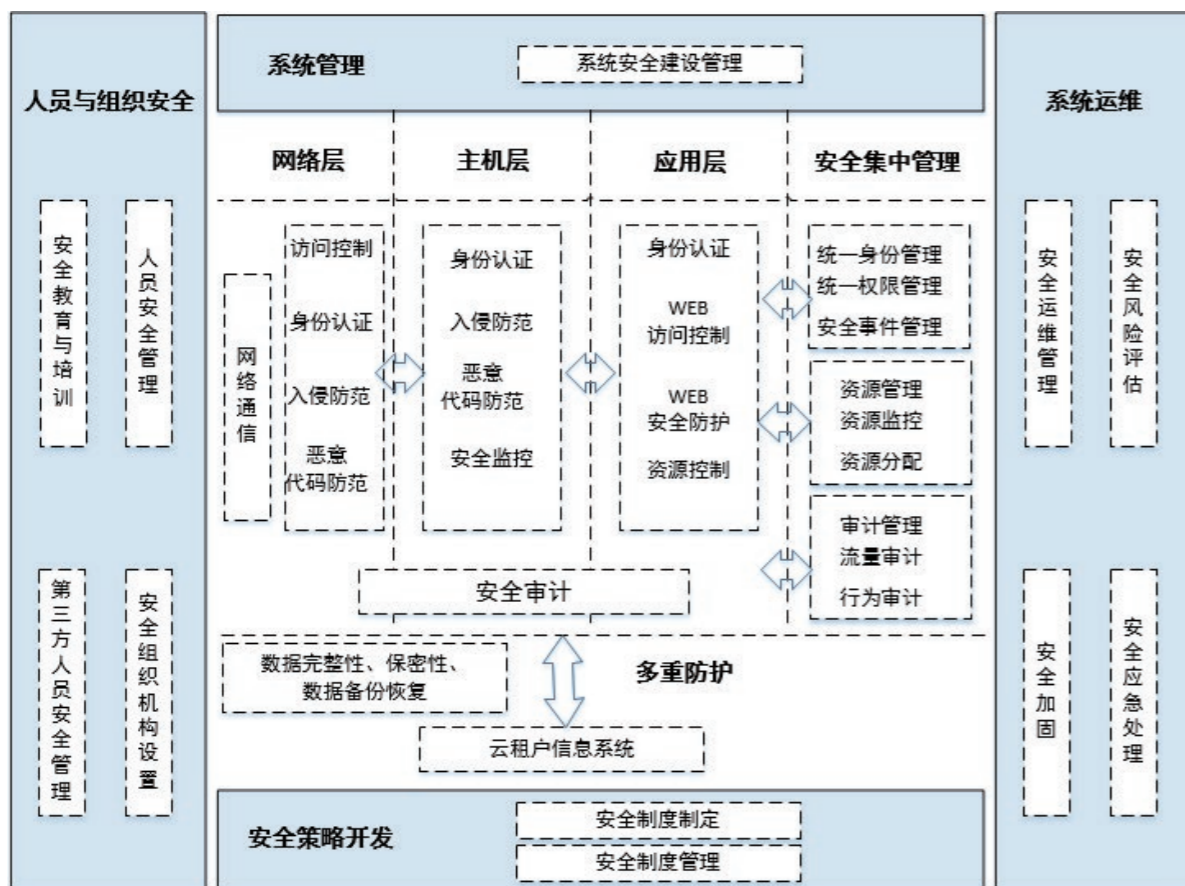 人员与组织安全
安全教育与培训
人员安全管理
第三方人员安全管理
安全组织机构设置
系统管理
系统安全建设管理
网络层
主机层
应用层
安全集中管理
网络通信
访问控制
身份认证
入侵防范
恶意
代码防范
身份认证
入侵防范
恶意
代码防范
安全监控
身份认证
WEB
访问控制
WEB
安全防护
资源控制
统一身份管理
统一权限管理
安全事件管理
资源管理
资源监控
资源分配
审计管理
流量审计
行为审计
安全审计
数据完整性、保密性、
数据备份恢复
多重防护
云租户信息系统
安全策略开发
安全制度制定
安全制度管理
系统运维
安全运维管理
安全风险评估
安全加固
安全应急处理